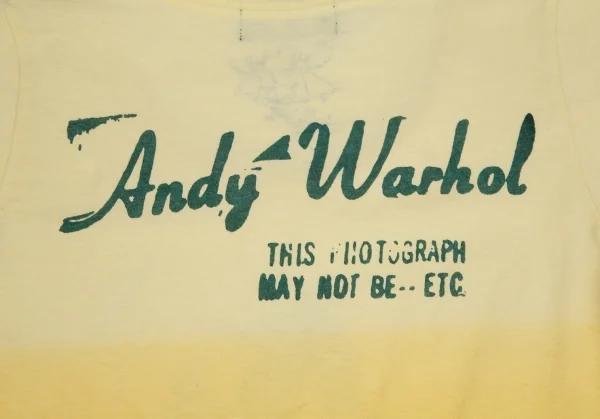 Andy Warhol
THIS PHOTOGRAPH
MAY NOT BE-- ETC.